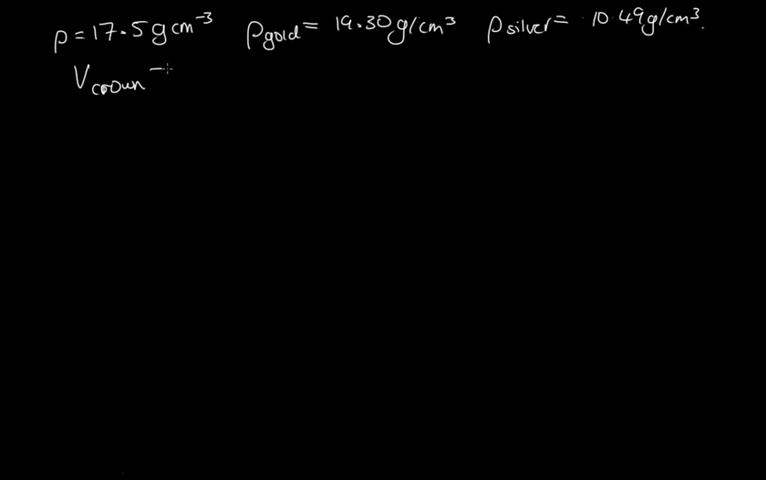 ρ = 17.5 g cm⁻³ ρgold = 19.30 g/cm³ ρsilver = 10.49 g/cm³.
Vcrown =